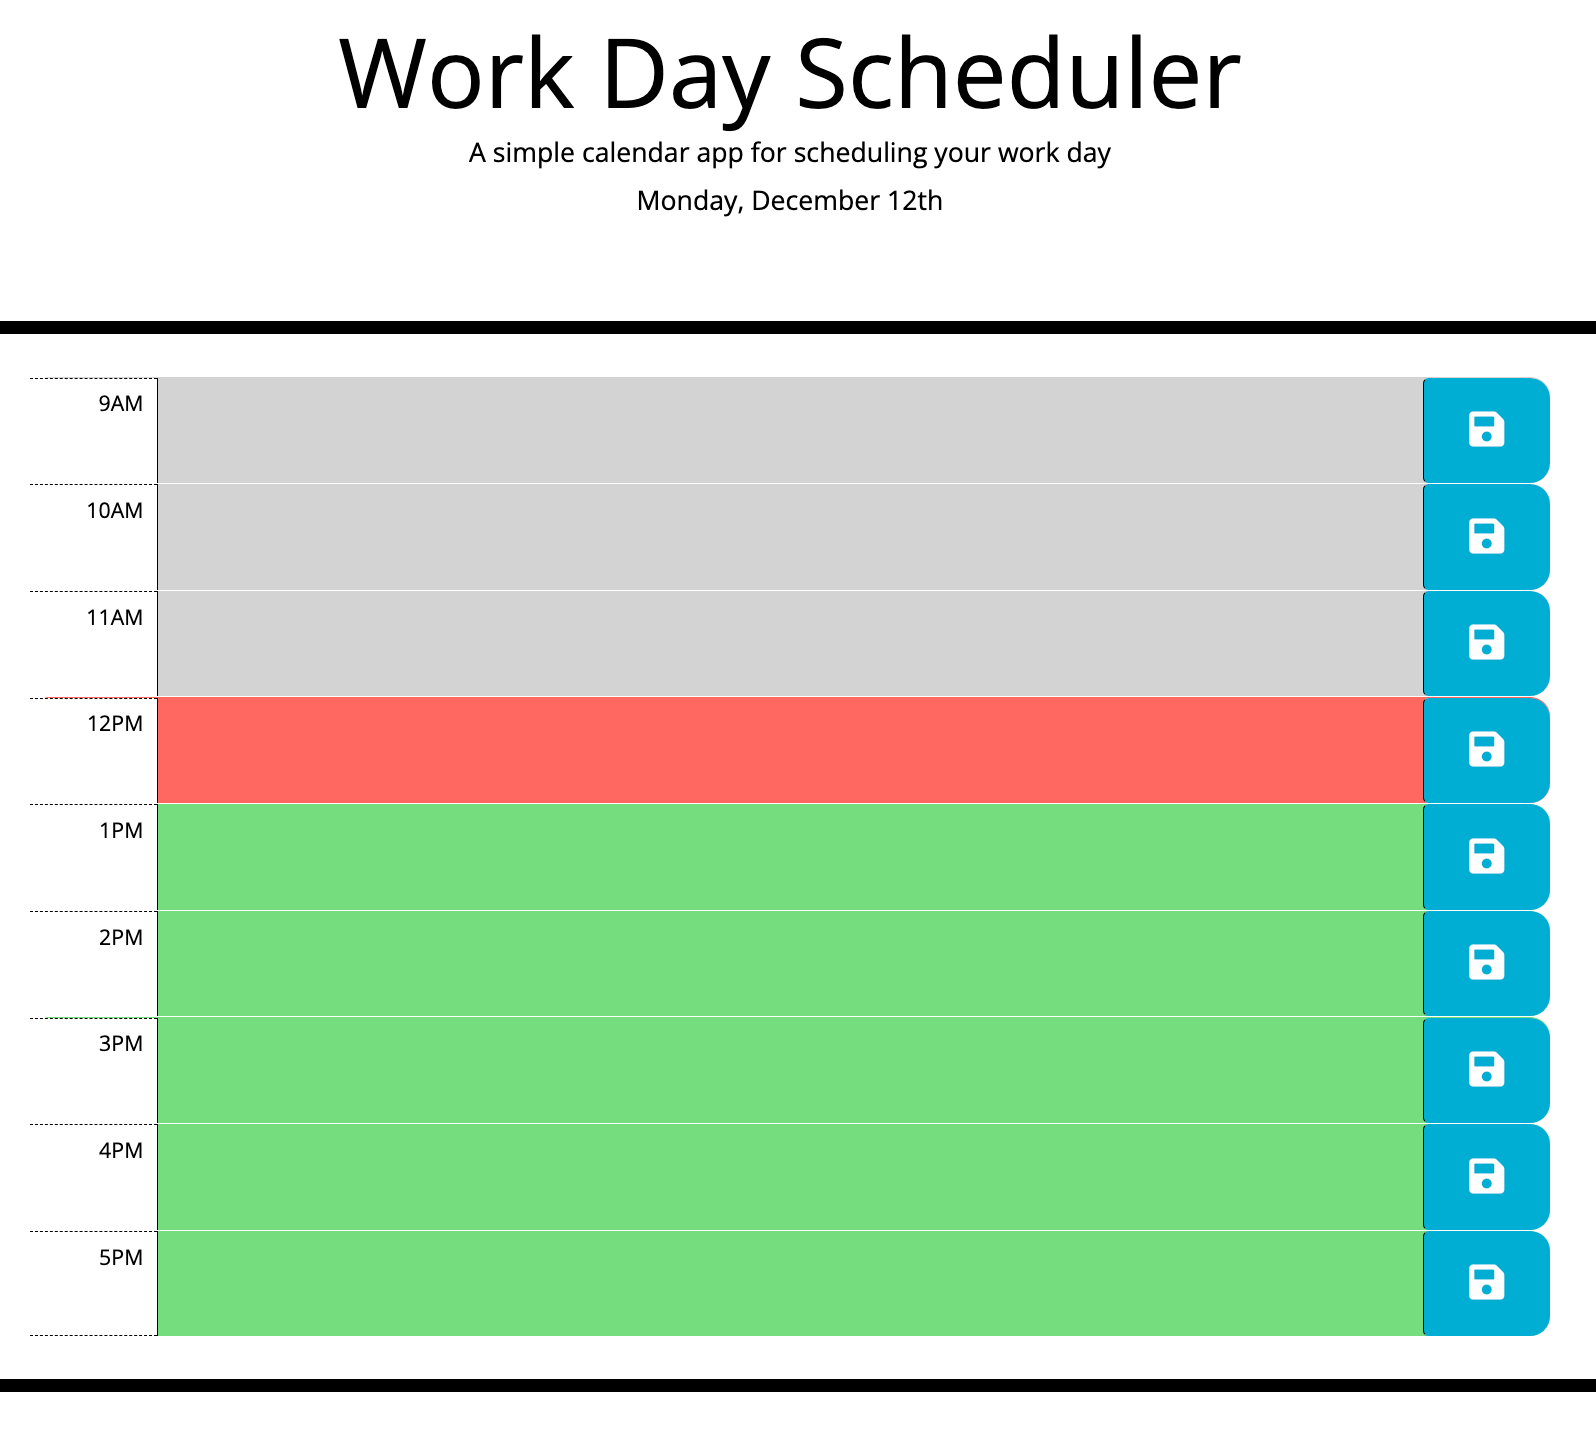 Work Day Scheduler
A simple calendar app for scheduling your work day
Monday, December 12th
9AM
10AM
11AM
12PM
1PM
2PM
3PM
4PM
5PM